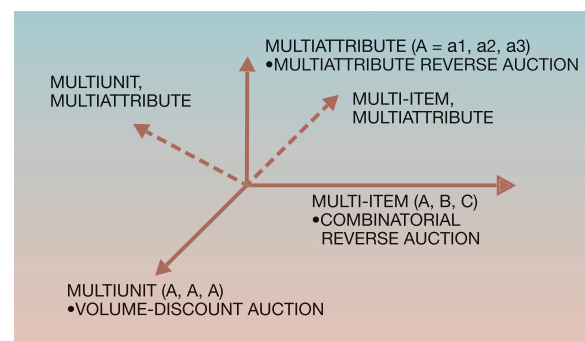 MULTIATTRIBUTE (A = a1, a2, a3)
•MULTIATTRIBUTE REVERSE AUCTION
MULTIUNIT,
MULTIATTRIBUTE
MULTI-ITEM,
MULTIATTRIBUTE
MULTI-ITEM (A, B, C)
•COMBINATORIAL
REVERSE AUCTION
MULTIUNIT (A, A, A)
•VOLUME-DISCOUNT AUCTION